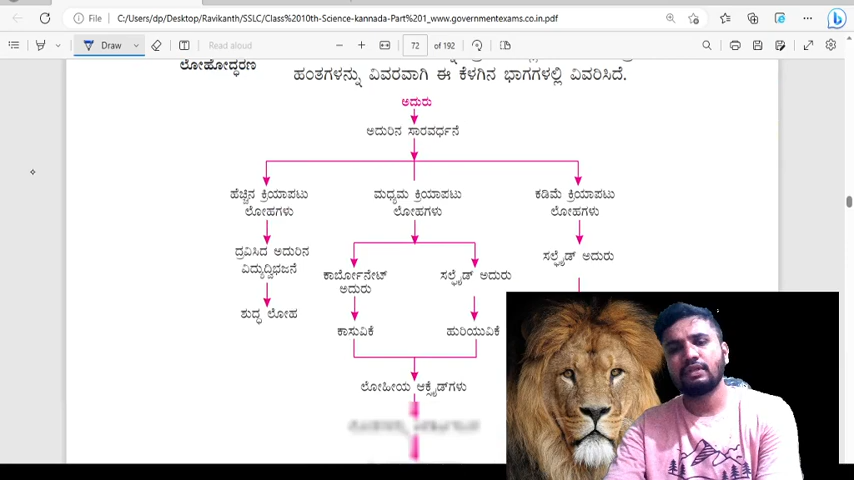 File
C:/Users/dp/Desktop/Ravikanth/SSLC/Class%2010th-Science-kannada-Part%201_www.governmentexams.co.in.pdf
Draw
Read aloud
72 of 192
ಲೋಹೋದ್ಧರಣ
ಹಂತಗಳನ್ನು ವಿವರವಾಗಿ ಈ ಕೆಳಗಿನ ಭಾಗಗಳಲ್ಲಿ ವಿವರಿಸಿದೆ.
ಅದುರು
ಅದುರಿನ ಸಾರವರ್ಧನೆ
ಹೆಚ್ಚಿನ ಕ್ರಿಯಾಪಟು
ಲೋಹಗಳು
ಮಧ್ಯಮ ಕ್ರಿಯಾಪಟು
ಲೋಹಗಳು
ಕಡಿಮೆ ಕ್ರಿಯಾಪಟು
ಲೋಹಗಳು
ದ್ರವಿಸಿದ ಅದುರಿನ
ವಿದ್ಯುದ್ವಿಭಜನೆ
ಕಾರ್ಬೋನೇಟ್
ಅದುರು
ಸಲ್ಫೈಡ್ ಅದುರು
ಸಲ್ಫೈಡ್ ಅದುರು
ಶುದ್ಧ ಲೋಹ
ಕಾಸುವಿಕೆ
ಹುರಿಯುವಿಕೆ
ಲೋಹೀಯ ಆಕ್ಸೈಡ್‌ಗಳು